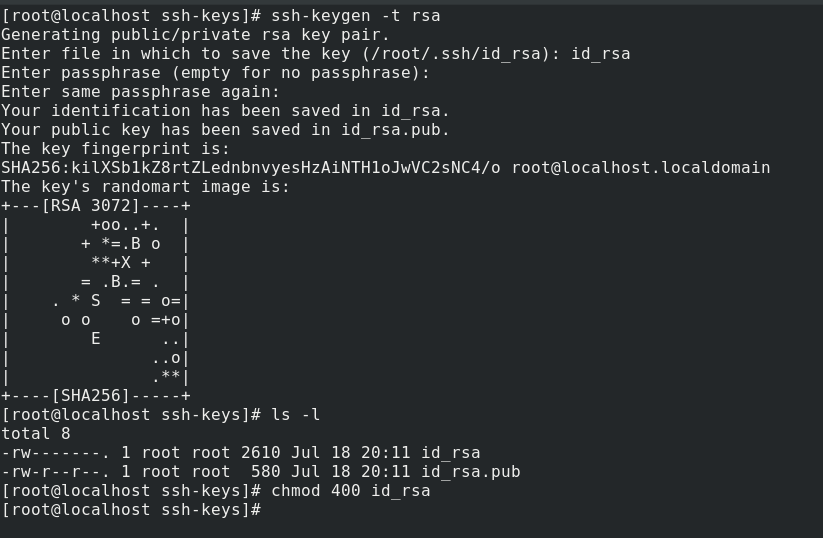 [root@localhost ssh-keys]# ssh-keygen -t rsa
Generating public/private rsa key pair.
Enter file in which to save the key (/root/.ssh/id_rsa): id_rsa
Enter passphrase (empty for no passphrase):
Enter same passphrase again:
Your identification has been saved in id_rsa.
Your public key has been saved in id_rsa.pub.
The key fingerprint is:
SHA256:kilXSb1kZ8rtZLednbnvyesHzAiNTH1oJwVC2sNC4/o root@localhost.localdomain
The key's randomart image is:
+---[RSA 3072]----+
|        +oo..+.  |
|       + *=.B o  |
|        **+X +   |
|       = .B.= .  |
|    . * S  = = o=|
|     o o    o =+o|
|        E      ..|
|              ..o|
|              .**|
+----[SHA256]-----+
[root@localhost ssh-keys]# ls -l
total 8
-rw-------. 1 root root 2610 Jul 18 20:11 id_rsa
-rw-r--r--. 1 root root  580 Jul 18 20:11 id_rsa.pub
[root@localhost ssh-keys]# chmod 400 id_rsa
[root@localhost ssh-keys]#